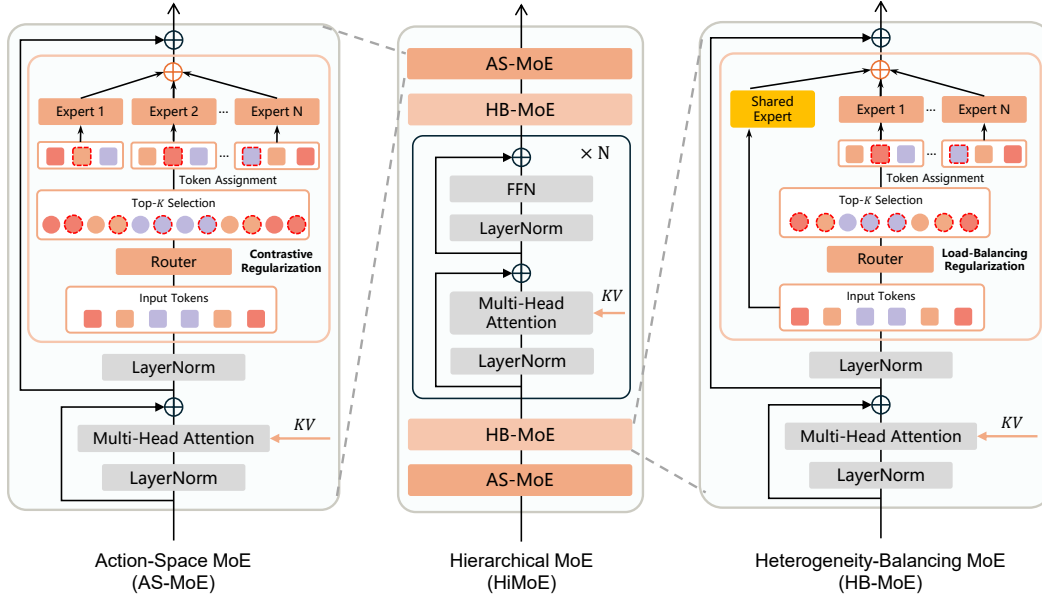 Expert 1
Expert 2
...
Expert N
...
Token Assignment
Top-K Selection
Router
Contrastive
Regularization
Input Tokens
LayerNorm
Multi-Head Attention
KV
LayerNorm
Action-Space MoE
(AS-MoE)
AS-MoE
HB-MoE
× N
FFN
LayerNorm
Multi-Head
Attention
KV
LayerNorm
HB-MoE
AS-MoE
Hierarchical MoE
(HiMoE)
Shared
Expert
Expert 1
...
Expert N
...
Token Assignment
Top-K Selection
Router
Load-Balancing
Regularization
Input Tokens
LayerNorm
Multi-Head Attention
KV
LayerNorm
Heterogeneity-Balancing MoE
(HB-MoE)